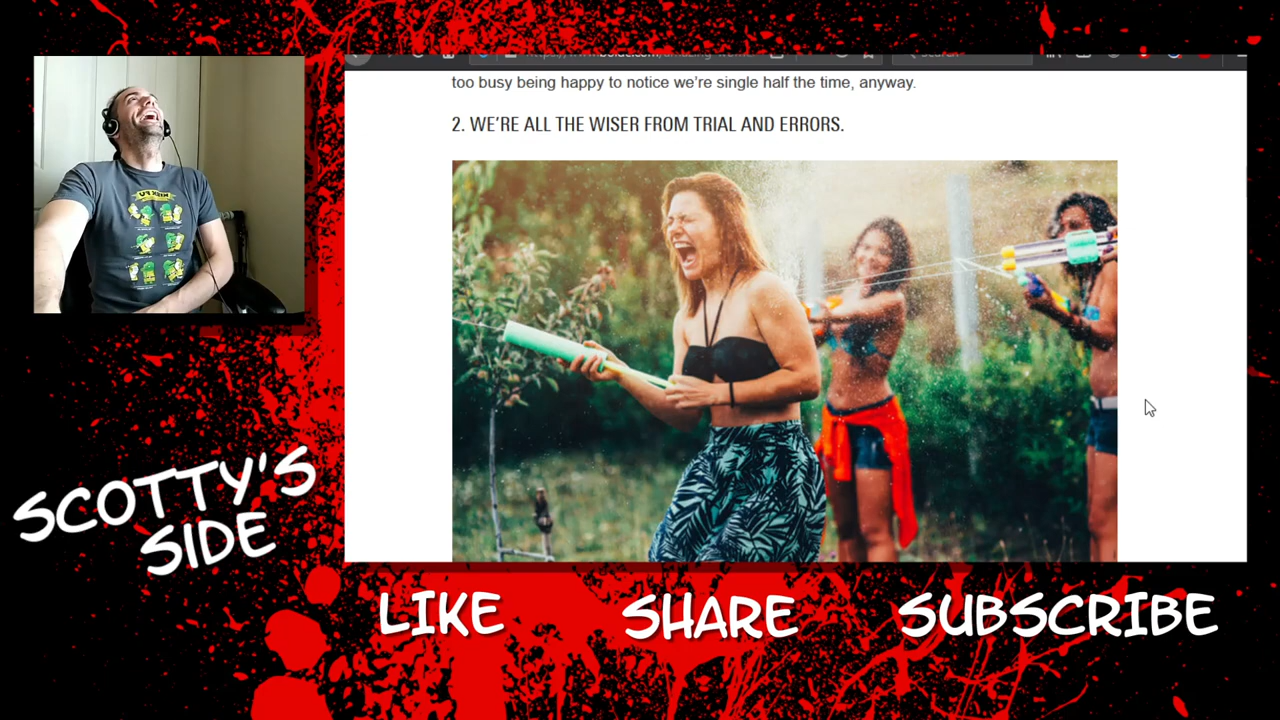 too busy being happy to notice we're single half the time, anyway.
2. WE'RE ALL THE WISER FROM TRIAL AND ERRORS.
SCOTTY'S
SIDE
LIKE
SHARE
SUBSCRIBE